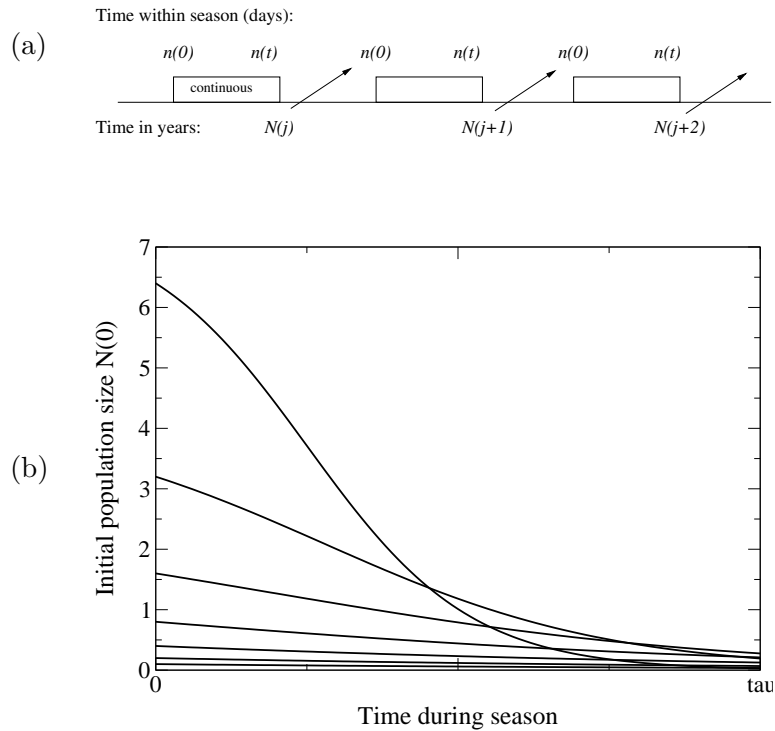 (a)
Time within season (days):
n(0) n(t) n(0) n(t) n(0) n(t)
continuous
Time in years: N(j) N(j+1) N(j+2)
(b)
Initial population size N(0)
7
6
5
4
3
2
1
0
0 tau
Time during season